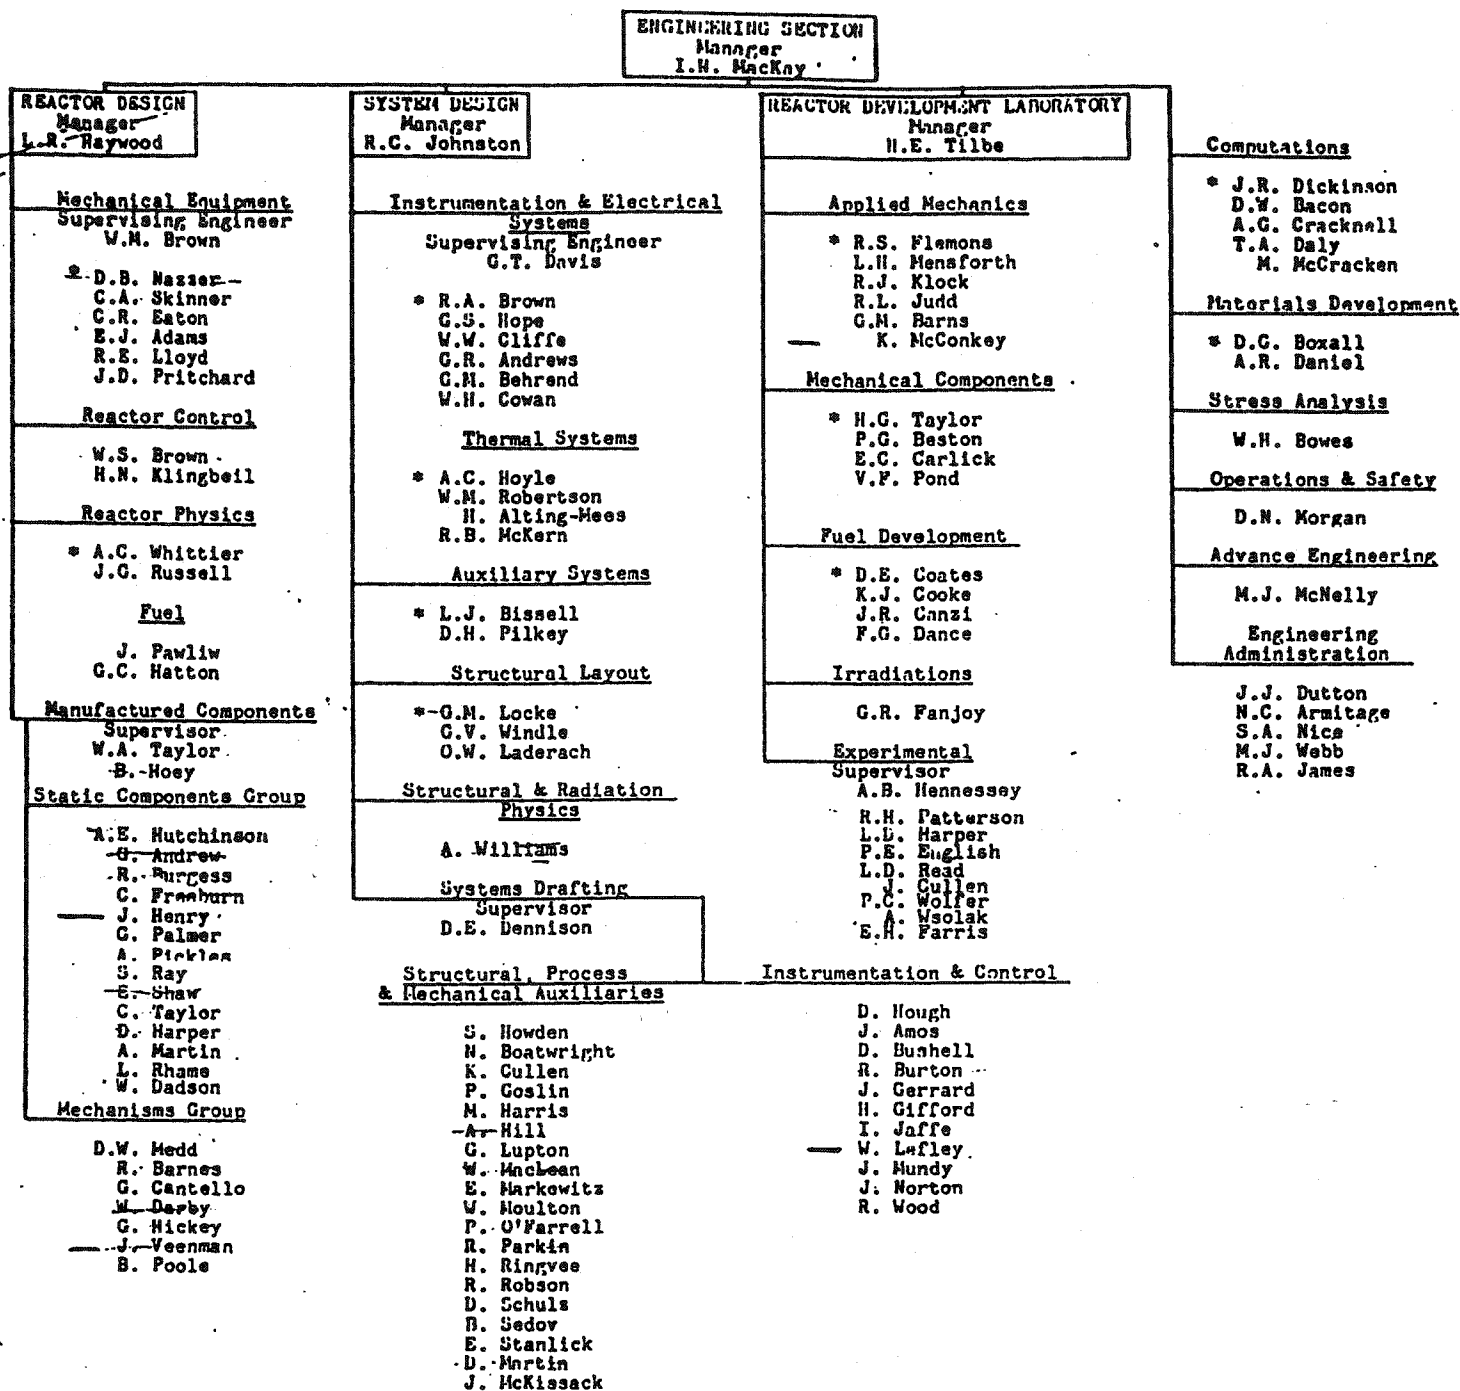 ENGINEERING SECTION
Manager
I.N. MacKay
REACTOR DESIGN
Manager
L.R. Haywood
Mechanical Equipment
Supervising Engineer
W.M. Brown
* D.B. Nasser
C.A. Skinner
C.R. Eaton
E.J. Adams
R.E. Lloyd
J.D. Pritchard
Reactor Control
W.S. Brown
H.N. Klingbeil
Reactor Physics
* A.C. Whittier
J.G. Russell
Fuel
J. Pawliw
G.C. Hatton
Manufactured Components
Supervisor
W.A. Taylor
B. Hoey
Static Components Group
A.E. Hutchinson
G. Andrew
R. Burgess
C. Freeburn
J. Henry
G. Palmer
A. Pickles
S. Ray
E. Shaw
C. Taylor
D. Harper
A. Martin
L. Rhame
W. Dadson
Mechanisms Group
D.W. Medd
R. Barnes
G. Cantello
W. Darby
G. Hickey
J. Veenman
B. Poole
SYSTEM DESIGN
Manager
R.C. Johnston
Instrumentation & Electrical
Systems
Supervising Engineer
G.T. Davis
* R.A. Brown
G.S. Hope
W.W. Cliffe
G.R. Andrews
G.M. Behrend
W.H. Cowan
Thermal Systems
* A.C. Hoyle
W.M. Robertson
H. Alting-Mees
R.B. McKern
Auxiliary Systems
* L.J. Bissell
D.H. Pilkey
Structural Layout
* G.M. Locke
G.V. Windle
O.W. Laderach
Structural & Radiation
Physics
A. Williams
Systems Drafting
Supervisor
D.E. Dennison
Structural, Process
& Mechanical Auxiliaries
S. Howden
N. Boatwright
K. Cullen
P. Goslin
M. Harris
A. Hill
G. Lupton
W. MacLean
E. Markowitz
W. Moulton
P. O'Farrell
R. Parkin
H. Ringvee
R. Robson
D. Schuls
B. Sedov
E. Stanlick
D. Martin
J. McKissack
REACTOR DEVELOPMENT LABORATORY
Manager
H.E. Tilbe
Applied Mechanics
* R.S. Flemons
L.H. Mensforth
R.J. Klock
R.L. Judd
G.M. Barns
K. McConkey
Mechanical Components
* H.G. Taylor
P.G. Beston
E.C. Carlick
V.F. Pond
Fuel Development
* D.E. Coates
K.J. Cooke
J.R. Canzi
F.G. Dance
Irradiations
G.R. Fanjoy
Experimental
Supervisor
A.B. Hennessey
R.H. Patterson
L.D. Harper
P.E. English
L.D. Read
J. Cullen
P.C. Wolfer
A. Wsolak
E.H. Farris
Instrumentation & Control
D. Hough
J. Amos
D. Bushell
R. Burton
J. Gerrard
H. Gifford
I. Jaffe
W. Lefley
J. Mundy
J. Norton
R. Wood
Computations
* J.R. Dickinson
D.W. Bacon
A.G. Cracknell
T.A. Daly
M. McCracken
Materials Development
* D.G. Boxall
A.R. Daniel
Stress Analysis
W.H. Bowes
Operations & Safety
D.N. Morgan
Advance Engineering
M.J. McNelly
Engineering
Administration
J.J. Dutton
N.C. Armitage
S.A. Nice
M.J. Webb
R.A. James